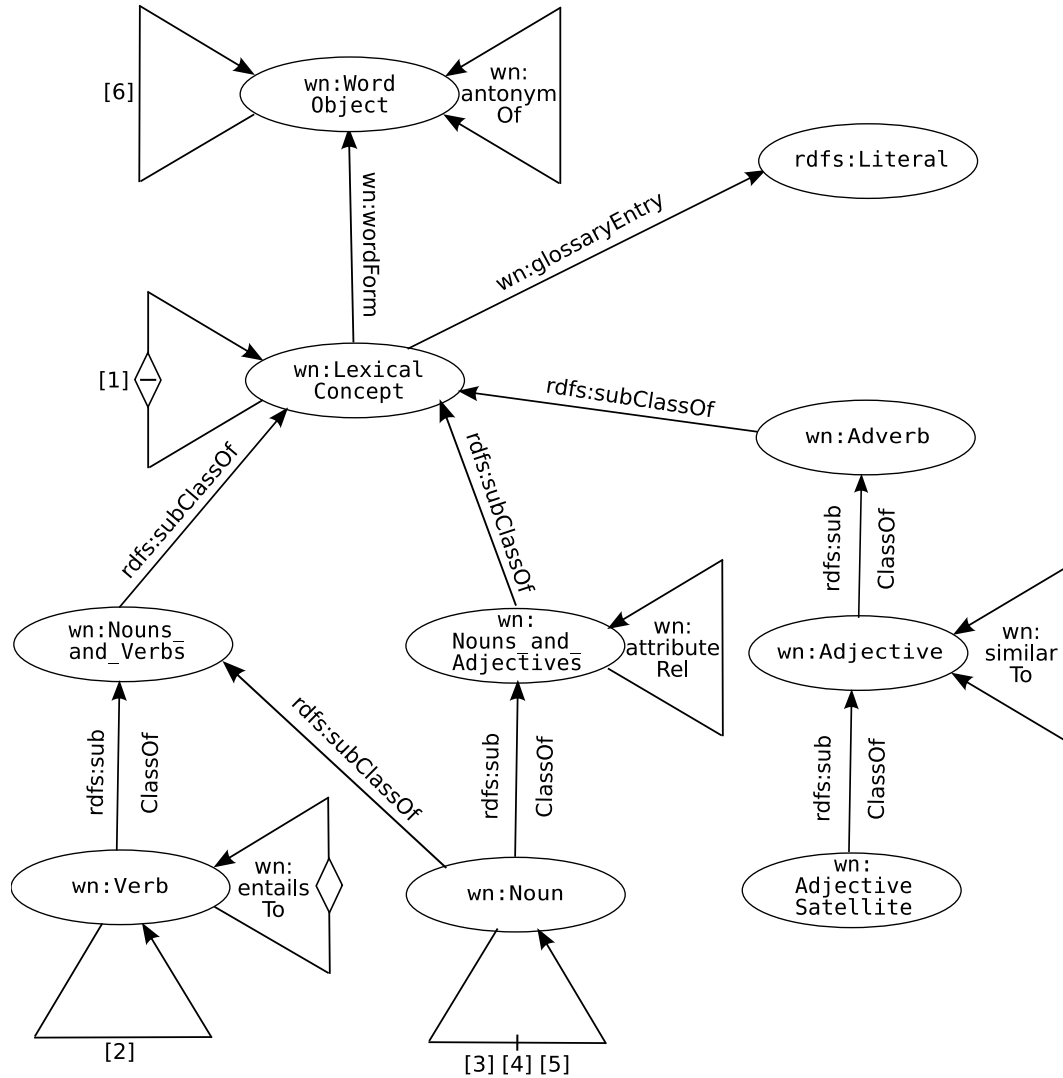 wn:Word
Object
[6]
wn:
antonym
Of
rdfs:Literal
wn:wordForm
wn:glossaryEntry
wn:Lexical
Concept
[1]
rdfs:subClassOf
wn:Adverb
rdfs:subClassOf
rdfs:subClassOf
rdfs:sub
ClassOf
wn:Nouns_
and_Verbs
wn:
Nouns_and_
Adjectives
wn:
attribute
Rel
wn:Adjective
wn:
similar
To
rdfs:sub
ClassOf
rdfs:subClassOf
rdfs:sub
ClassOf
rdfs:sub
ClassOf
wn:Verb
wn:
entails
To
wn:Noun
wn:
Adjective
Satellite
[2]
[3] [4] [5]